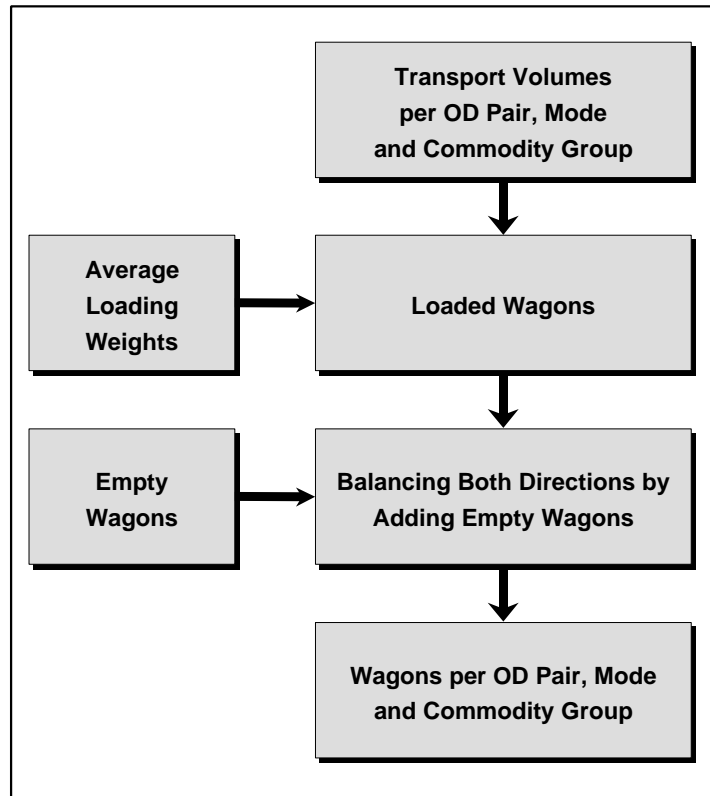 Transport Volumes
per OD Pair, Mode
and Commodity Group
Average
Loading
Weights
Loaded Wagons
Empty
Wagons
Balancing Both Directions by
Adding Empty Wagons
Wagons per OD Pair, Mode
and Commodity Group